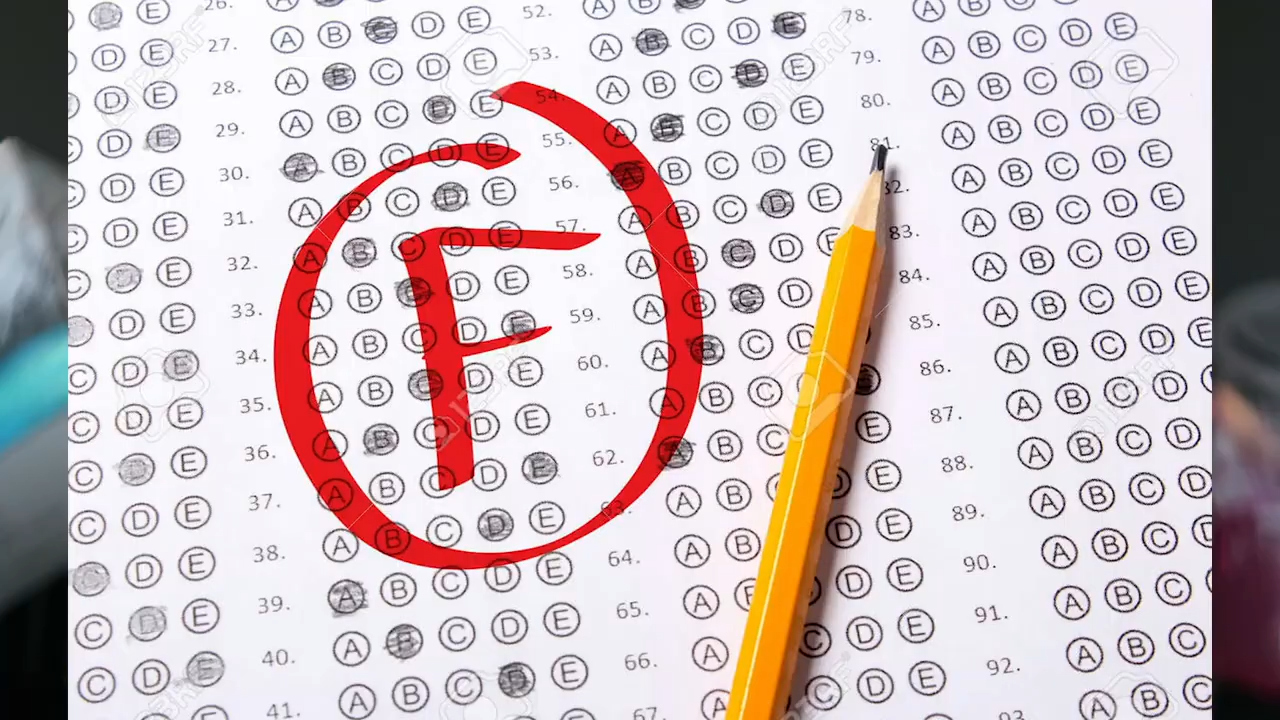 D E 27. A B C D E 52. A
D E 28. A B C D E 53. A B C D E 78. A
D E 29. A B C D E 54. A B C D E 79. A B C D E
D E 30. A B C D E 55. A B C D E 80. A B C D E
D E 31. A B C D E 56. A B C D E 81. A B C D E
D E 32. A B C D E 57. A B C D E 82. A B C D E
D E 33. A B C D E 58. A B C D E 83. A B C D E
D E 34. A B C D E 59. A B C D 84. A B C D E
C D E 35. A B C D E 60. A B C D 85. A B C D E
C D E 36. A B C D E 61. A B C E 86. A B C D E
C D E 37. A B C D E 62. A B C E 87. A B C D
C D E 38. A B C D E 63. A B C D E 88. A B C D
C D E 39. A B C D E 64. A B D E 89. A B C D
C D E 40. A B C D E 65. A B D E 90. A B C
C D E 41. A B C D E 66. A C D E 91. A B C
67. 92. A B C
93
F